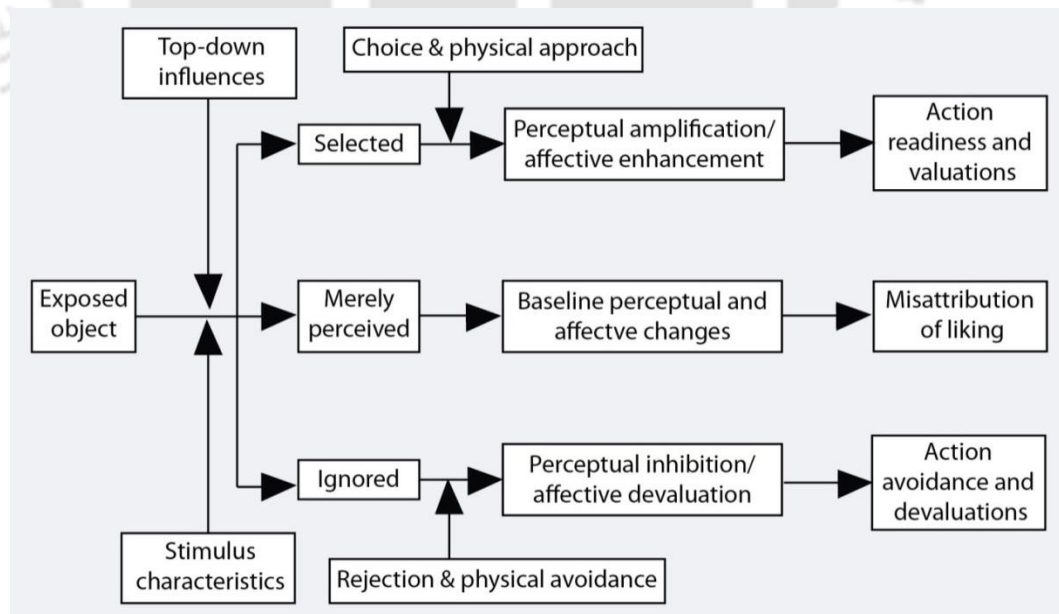 Top-down
influences
Choice & physical approach
Selected
Perceptual amplification/
affective enhancement
Action
readiness and
valuations
Exposed
object
Merely
perceived
Baseline perceptual and
affectve changes
Misattribution
of liking
Ignored
Perceptual inhibition/
affective devaluation
Action
avoidance and
devaluations
Stimulus
characteristics
Rejection & physical avoidance